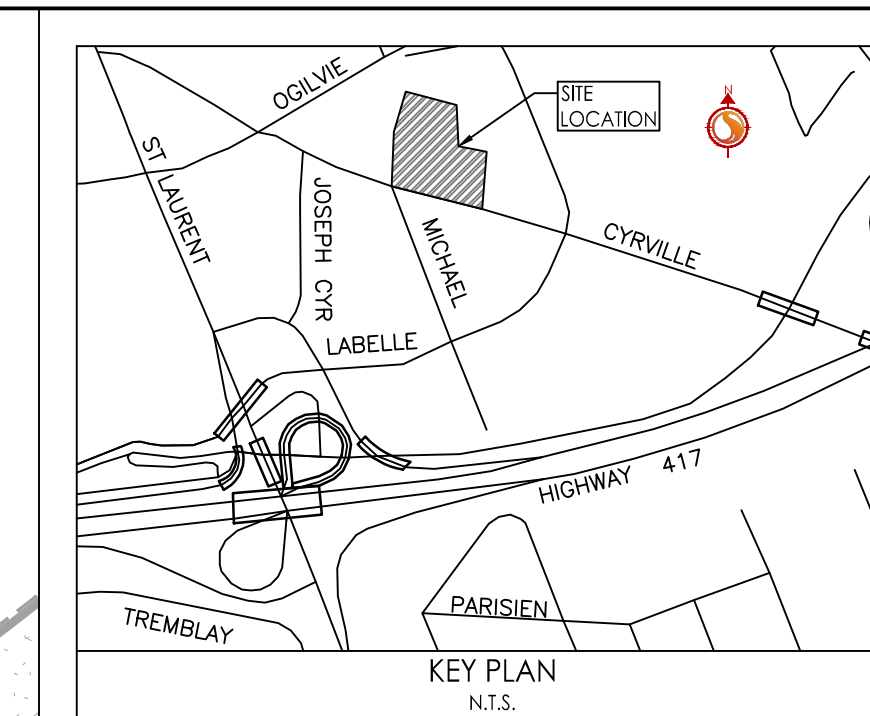 OGILVIE
SITE
LOCATION
N
ST LAURENT
JOSEPH CYR
MICHAEL
CYRVILLE
LABELLE
HIGHWAY 417
PARISIEN
TREMBLAY
KEY PLAN
N.T.S.